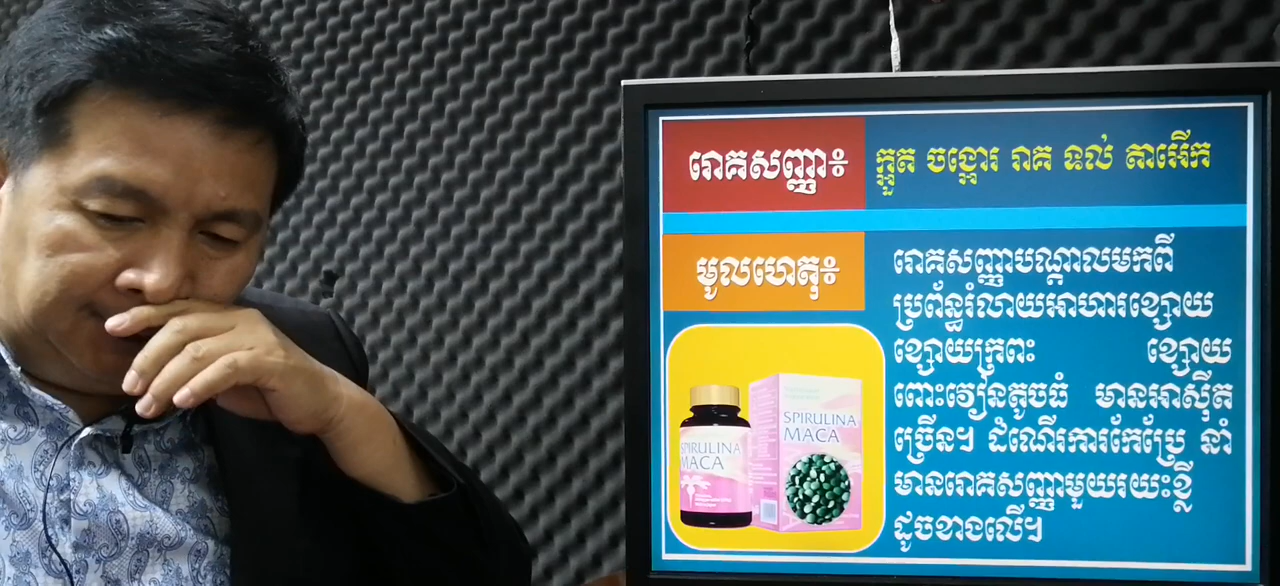 រោគសញ្ញា៖
ក្អួត ចង្អោរ រាគ ទល់ តាអើក
មូលហេតុ៖
រោគសញ្ញាបណ្តាលមកពី
ប្រព័ន្ធរំលាយអាហារខ្សោយ
ខ្សោយក្រពះ ខ្សោយ
ពោះវៀនតូចធំ មានអាស៊ីត
ច្រើន។ ដំណើរការកែប្រែ នាំ
មានរោគសញ្ញាមួយរយះខ្លី
ដូចខាងលើ។
SPIRULINA
MACA
SPIRULINA
MACA